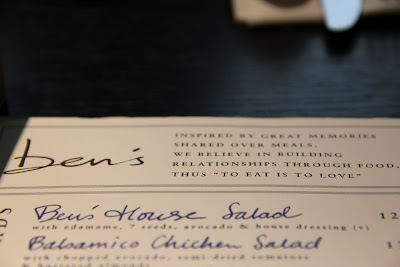 ben's
INSPIRED BY GREAT MEMORIES
SHARED OVER MEALS,
WE BELIEVE IN BUILDING
RELATIONSHIPS THROUGH FOOD.
THUS "TO EAT IS TO LOVE"
Ben's House Salad
with edamame, 7 seeds, avocado & house dressing (v)
Balsamico Chicken Salad
with chopped avocado, semi-dried tomatoes
& toasted almonds